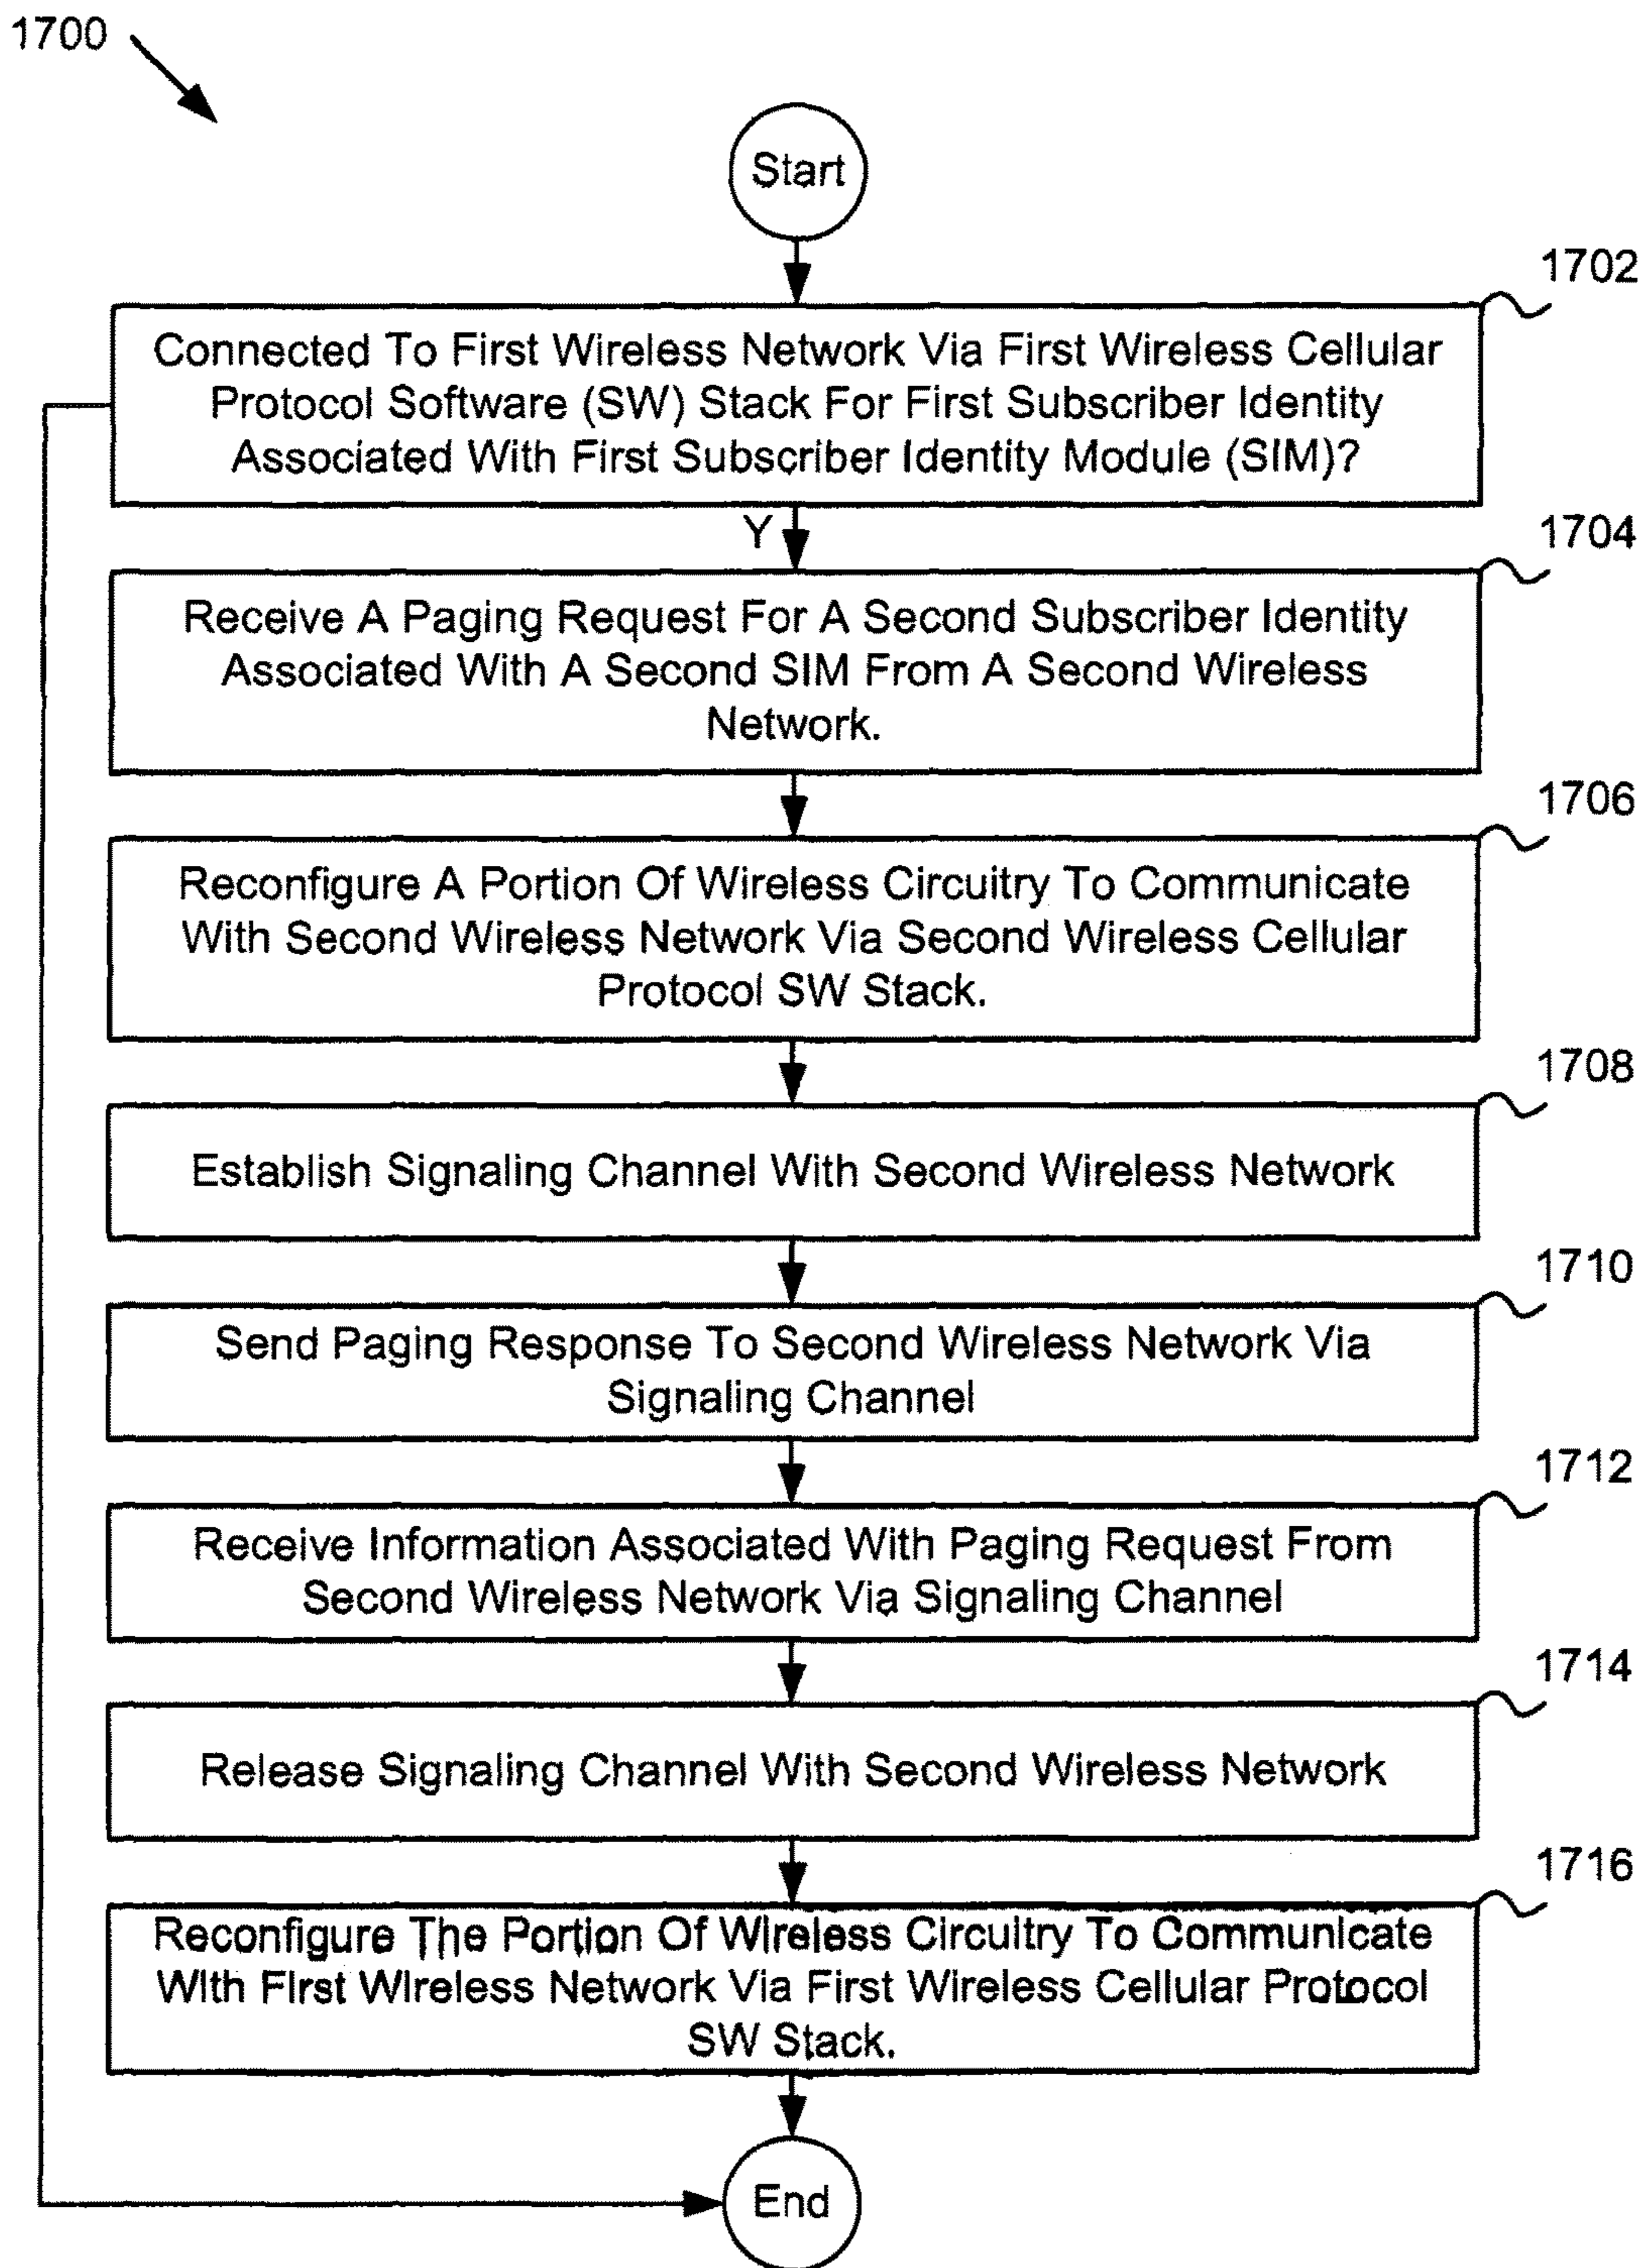 1700
Start
1702
Connected To First Wireless Network Via First Wireless Cellular
Protocol Software (SW) Stack For First Subscriber Identity
Associated With First Subscriber Identity Module (SIM)?
Y
1704
Receive A Paging Request For A Second Subscriber Identity
Associated With A Second SIM From A Second Wireless
Network.
1706
Reconfigure A Portion Of Wireless Circuitry To Communicate
With Second Wireless Network Via Second Wireless Cellular
Protocol SW Stack.
1708
Establish Signaling Channel With Second Wireless Network
1710
Send Paging Response To Second Wireless Network Via
Signaling Channel
1712
Receive Information Associated With Paging Request From
Second Wireless Network Via Signaling Channel
1714
Release Signaling Channel With Second Wireless Network
1716
Reconfigure The Portion Of Wireless Circuitry To Communicate
With First Wireless Network Via First Wireless Cellular Protocol
SW Stack.
End